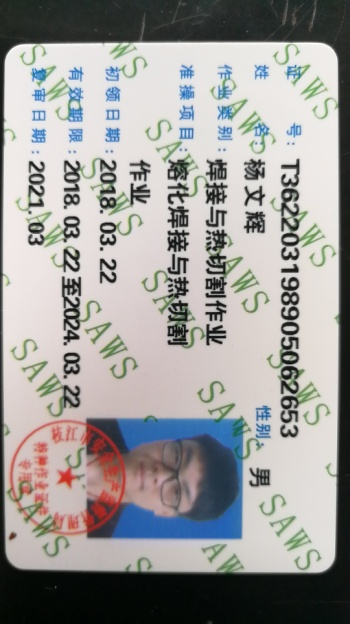 证 号: T362203198905062653
姓 名: 杨文辉 性别 男
作业类别: 焊接与热切割作业
准操项目: 熔化焊接与热切割
作业
初领日期: 2018. 03. 22
有效期限: 2018. 03. 22 至2024. 03. 22
复审日期: 2021. 03
SAWS